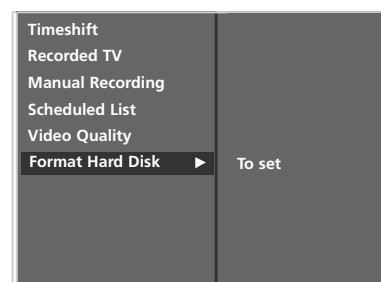 Timeshift
Recorded TV
Manual Recording
Scheduled List
Video Quality
Format Hard Disk ► To set